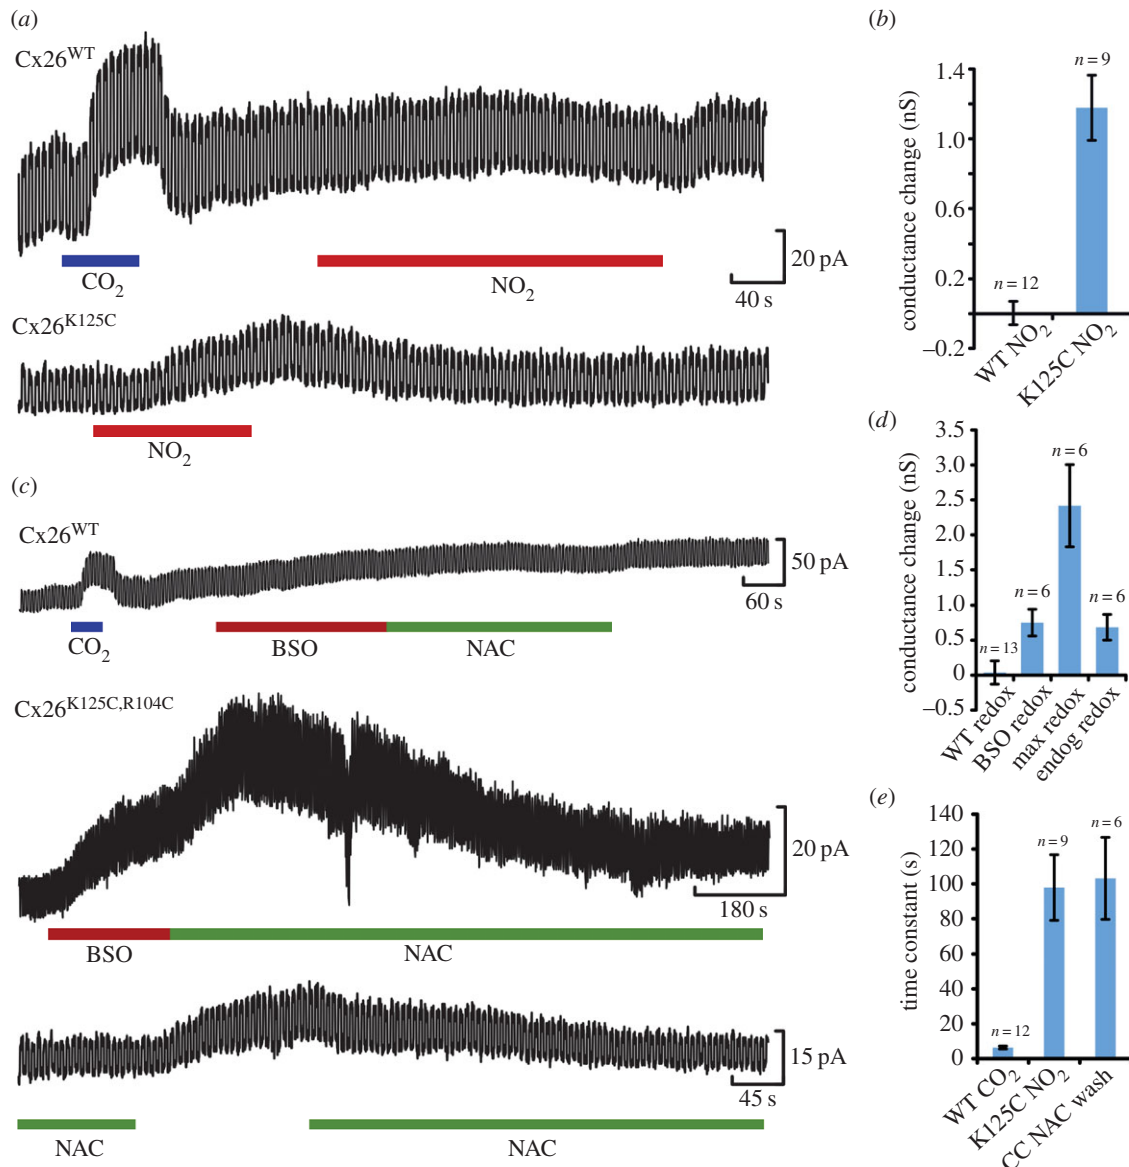 (a)
Cx26WT
CO2
NO2
20 pA
40 s
Cx26K125C
NO2
(b)
conductance change (nS)
1.4
1.0
0.6
0.2
–0.2
n = 12
n = 9
WT NO2
K125C NO2
(c)
Cx26WT
50 pA
60 s
CO2
BSO
NAC
Cx26K125C,R104C
20 pA
180 s
BSO
NAC
15 pA
45 s
NAC
NAC
(d)
conductance change (nS)
3.5
3.0
2.5
2.0
1.5
1.0
0.5
0
–0.5
n = 13
n = 6
n = 6
n = 6
WT redox
BSO redox
max redox
endog redox
(e)
time constant (s)
140
120
100
80
60
40
20
0
n = 12
n = 9
n = 6
WT CO2
K125C NO2
CC NAC wash